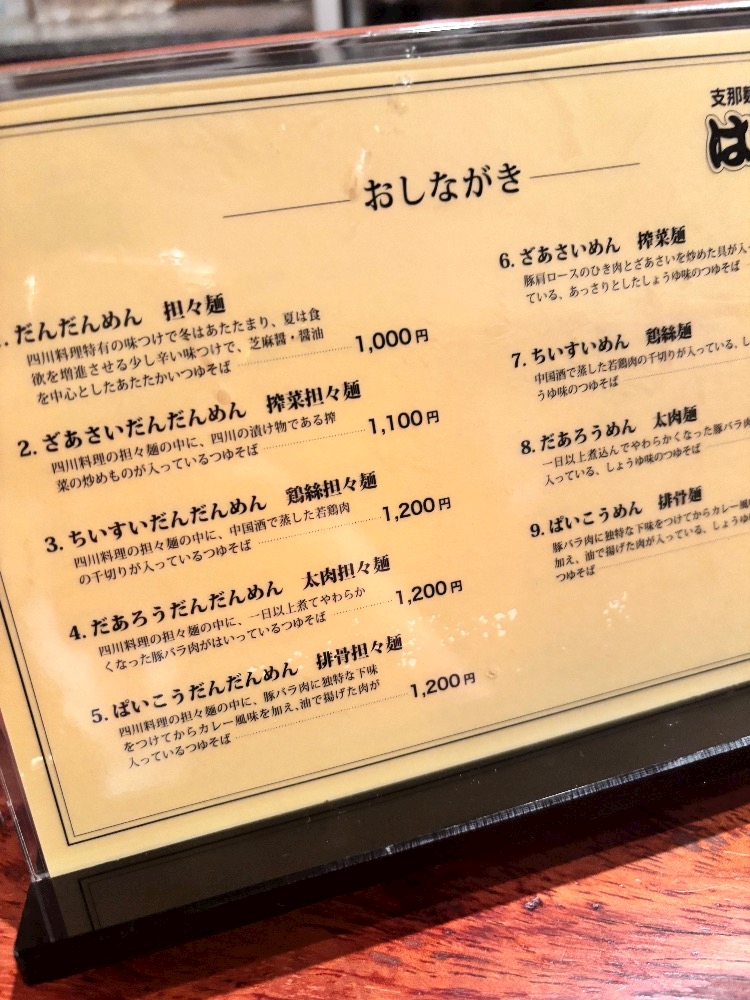 支那麺
は
おしながき
1. だんだんめん 担々麺
四川料理特有の味つけで冬はあたたまり、夏は食
欲を増進させる少し辛い味つけで、芝麻醤・醤油
を中心としたあたたかいつゆそば 1,000円
2. ざあさいだんだんめん 搾菜担々麺
四川料理の担々麺の中に、四川の漬け物である搾
菜の炒めものが入っているつゆそば 1,100円
3. ちいすいだんだんめん 鶏絲担々麺
四川料理の担々麺の中に、中国酒で蒸した若鶏肉
の千切りが入っているつゆそば 1,200円
4. だあろうだんだんめん 太肉担々麺
四川料理の担々麺の中に、一日以上煮てやわらか
くなった豚バラ肉がはいっているつゆそば 1,200円
5. ぱいこうだんだんめん 排骨担々麺
四川料理の担々麺の中に、豚バラ肉に独特な下味
をつけてからカレー風味を加え、油で揚げた肉が
入っているつゆそば 1,200円
6. ざあさいめん 搾菜麺
豚肩ロースのひき肉とざあさいを炒めた具が入っ
ている、あっさりとしたしょうゆ味のつゆそば
7. ちいすいめん 鶏絲麺
中国酒で蒸した若鶏肉の千切りが入っている、し
うゆ味のつゆそば
8. だあろうめん 太肉麺
一日以上煮込んでやわらかくなった豚バラ肉
入っている、しょうゆ味のつゆそば
9. ぱいこうめん 排骨麺
豚バラ肉に独特な下味をつけてからカレー風
加え、油で揚げた肉が入っている、しょうゆ
つゆそば